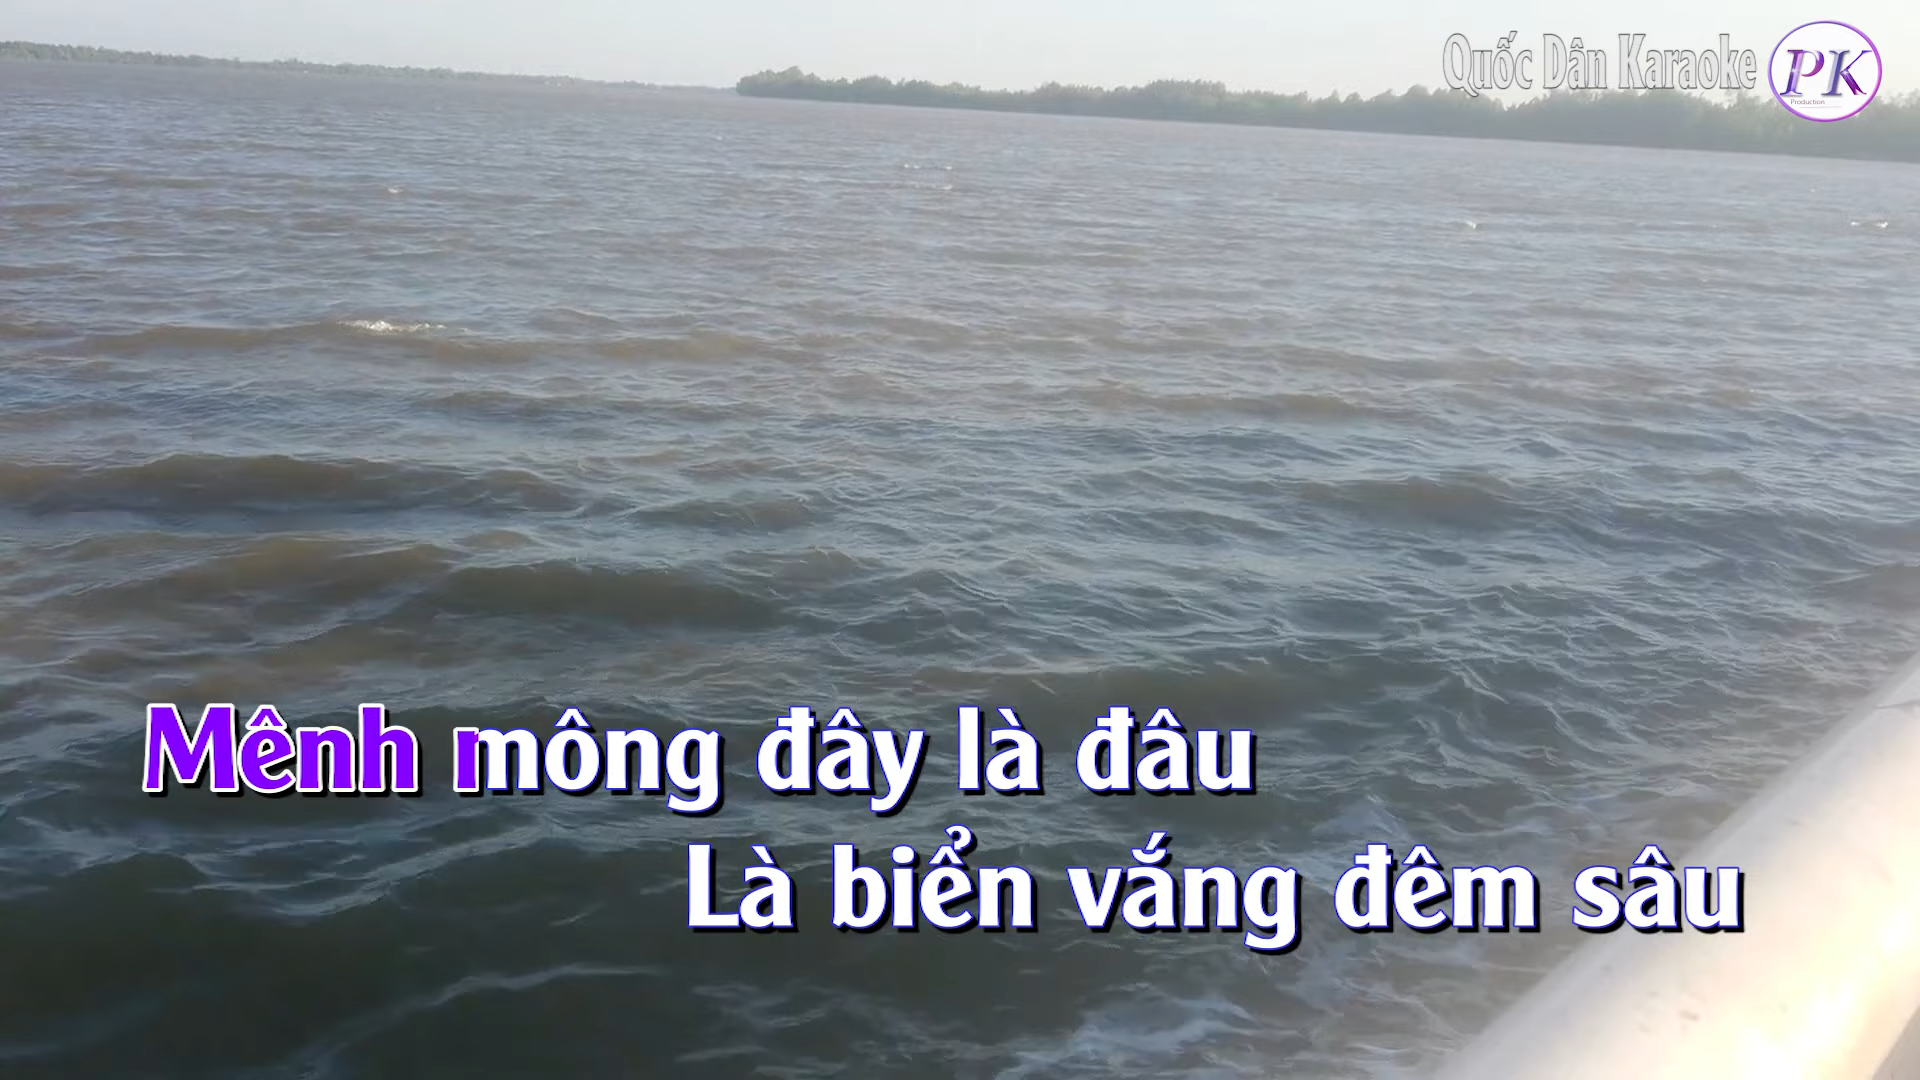 Quốc Dân Karaoke
PK
Production
Mênh mông đây là đâu
Là biển vắng đêm sâu